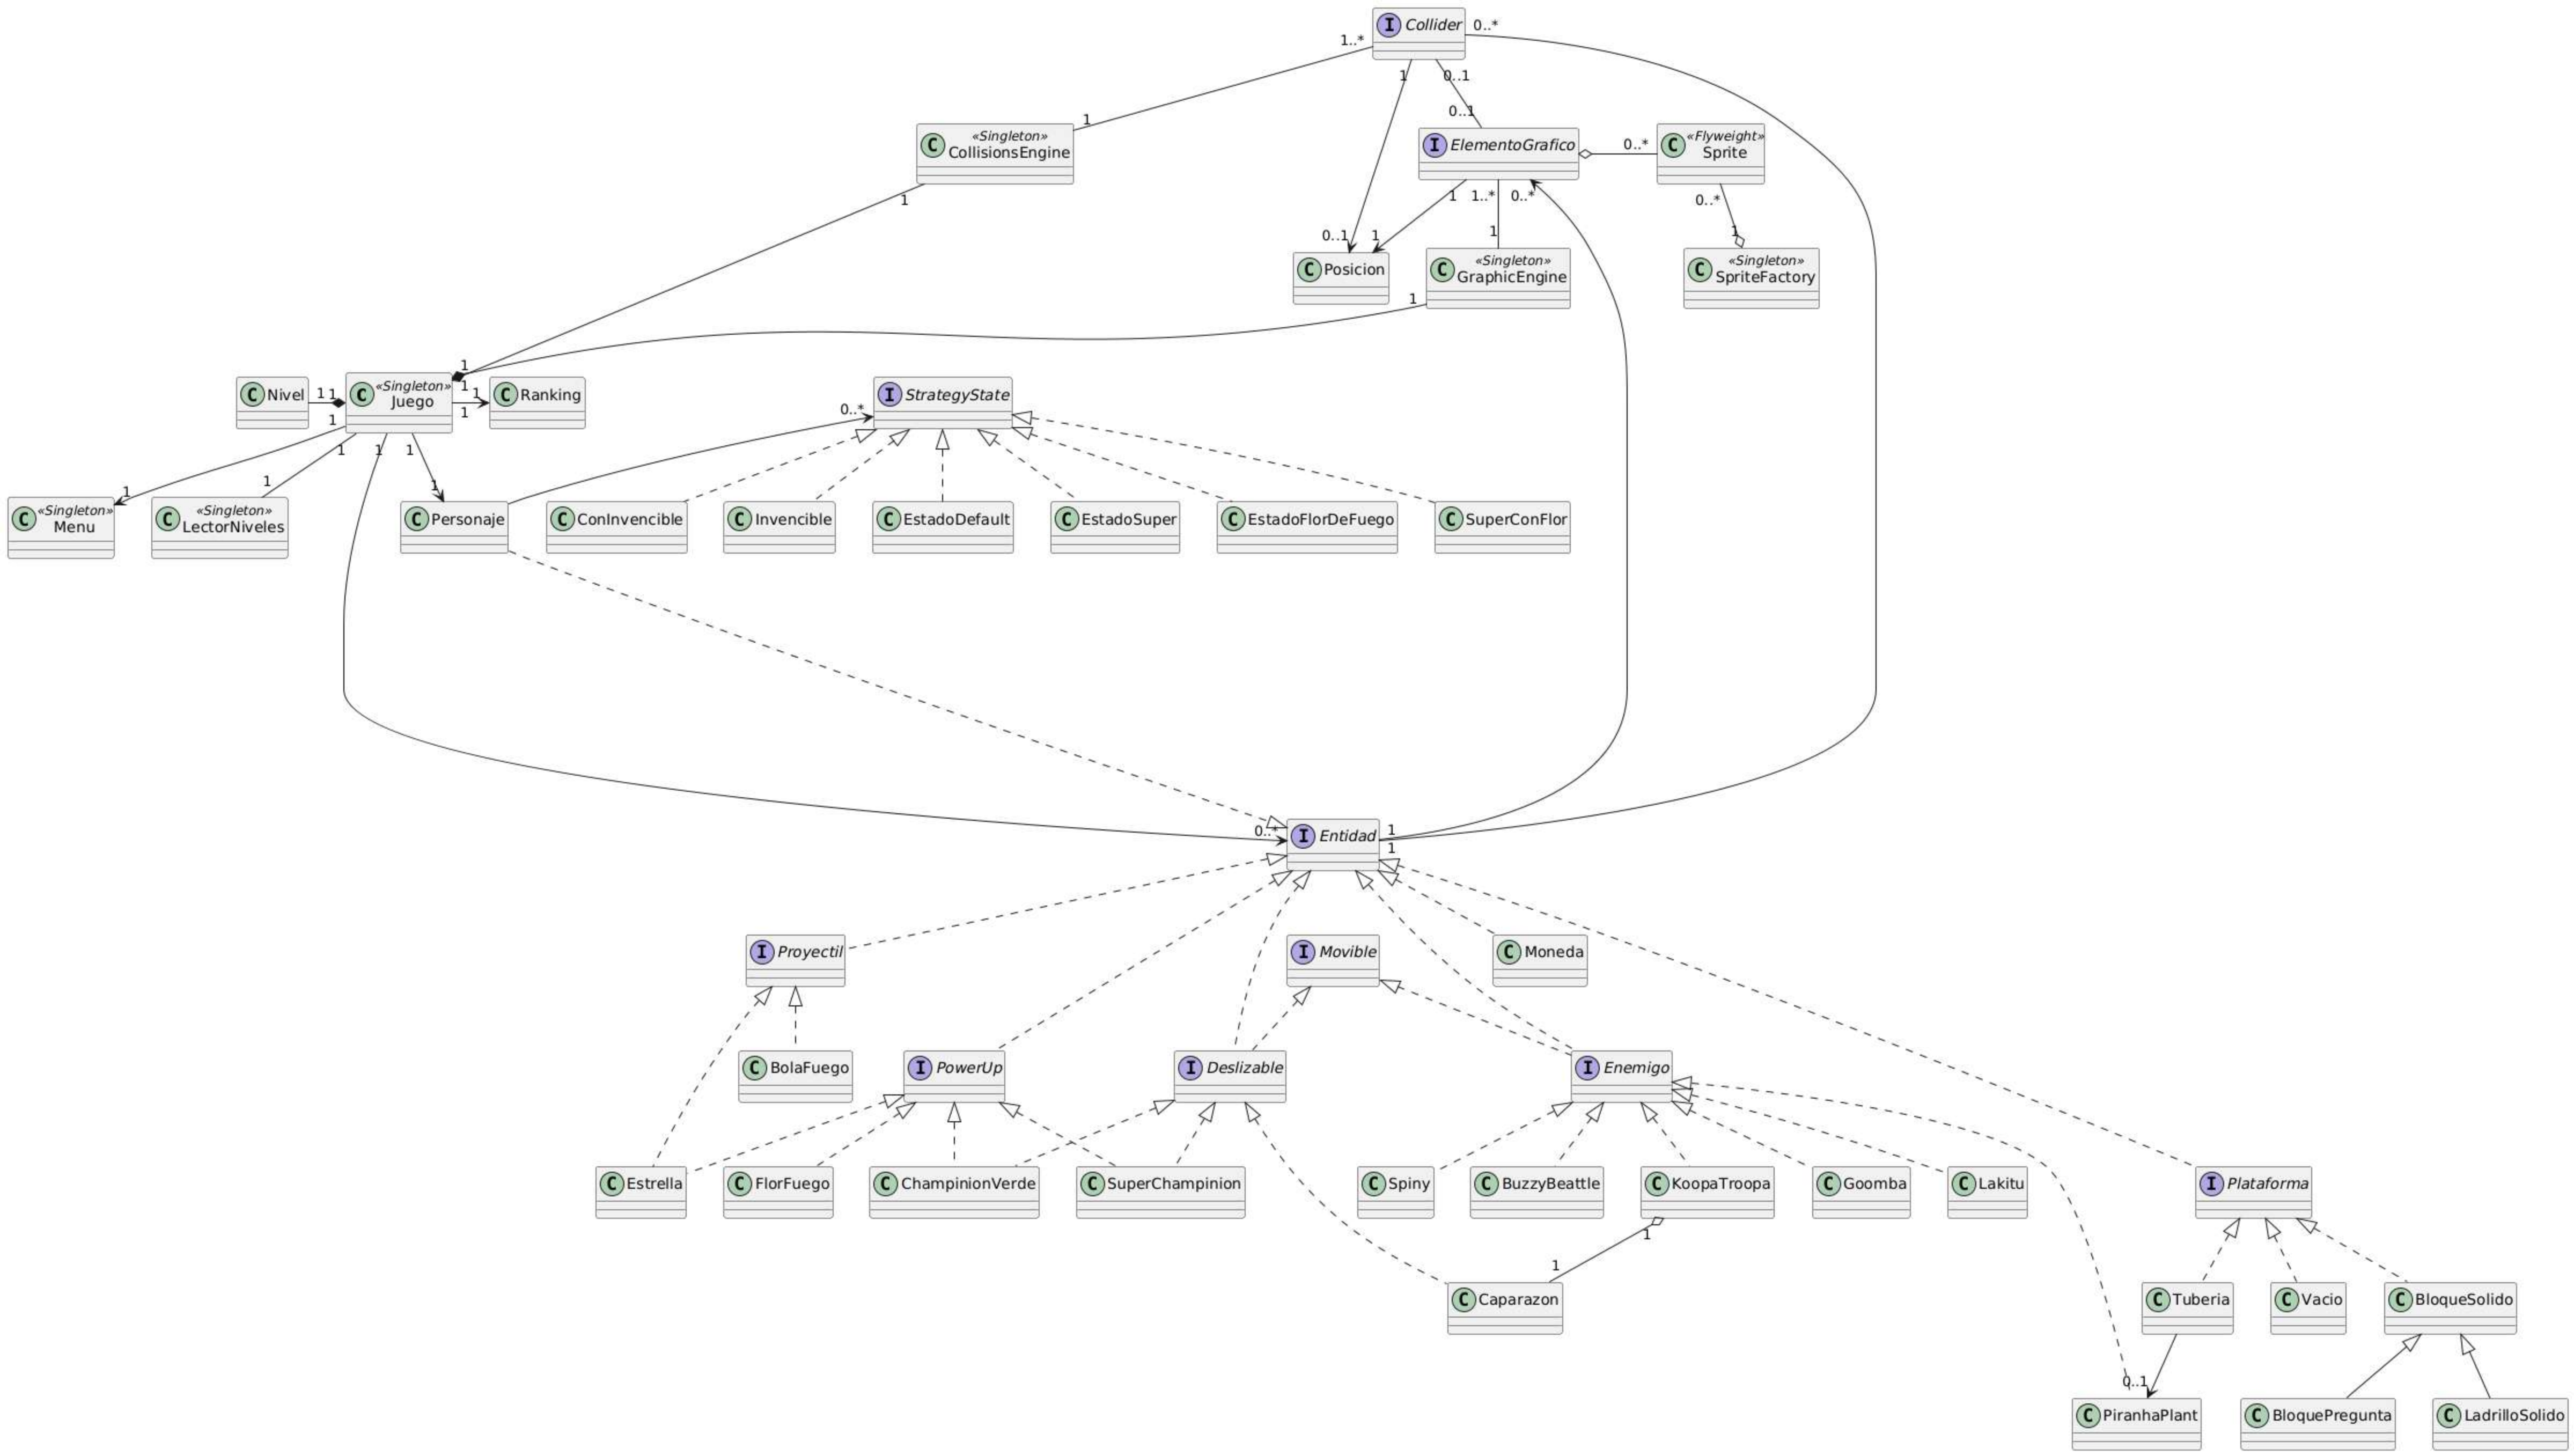 I Collider
0..*
1..*
1
0..1
1
0..1
C «Singleton»
CollisionsEngine
I ElementoGrafico
0..*
C «Flyweight»
Sprite
1
1
1..*
0..*
0..*
0..1
1
1
1
C Posicion
C «Singleton»
GraphicEngine
C «Singleton»
SpriteFactory
1
1
1
C Nivel
1
1
C «Singleton»
Juego
1
1
C Ranking
I StrategyState
0..*
1
1
1
1
1
1
1
C «Singleton»
Menu
C «Singleton»
LectorNiveles
C Personaje
C ConInvencible
C Invencible
C EstadoDefault
C EstadoSuper
C EstadoFlorDeFuego
C SuperConFlor
0..*
I Entidad
1
1
I Proyectil
I Movible
C Moneda
C BolaFuego
I PowerUp
I Deslizable
I Enemigo
C Estrella
C FlorFuego
C ChampinionVerde
C SuperChampinion
C Spiny
C BuzzyBeattle
C KoopaTroopa
C Goomba
C Lakitu
I Plataforma
1
1
C Caparazon
C Tuberia
C Vacio
C BloqueSolido
0..1
C PiranhaPlant
C BloquePregunta
C LadrilloSolido